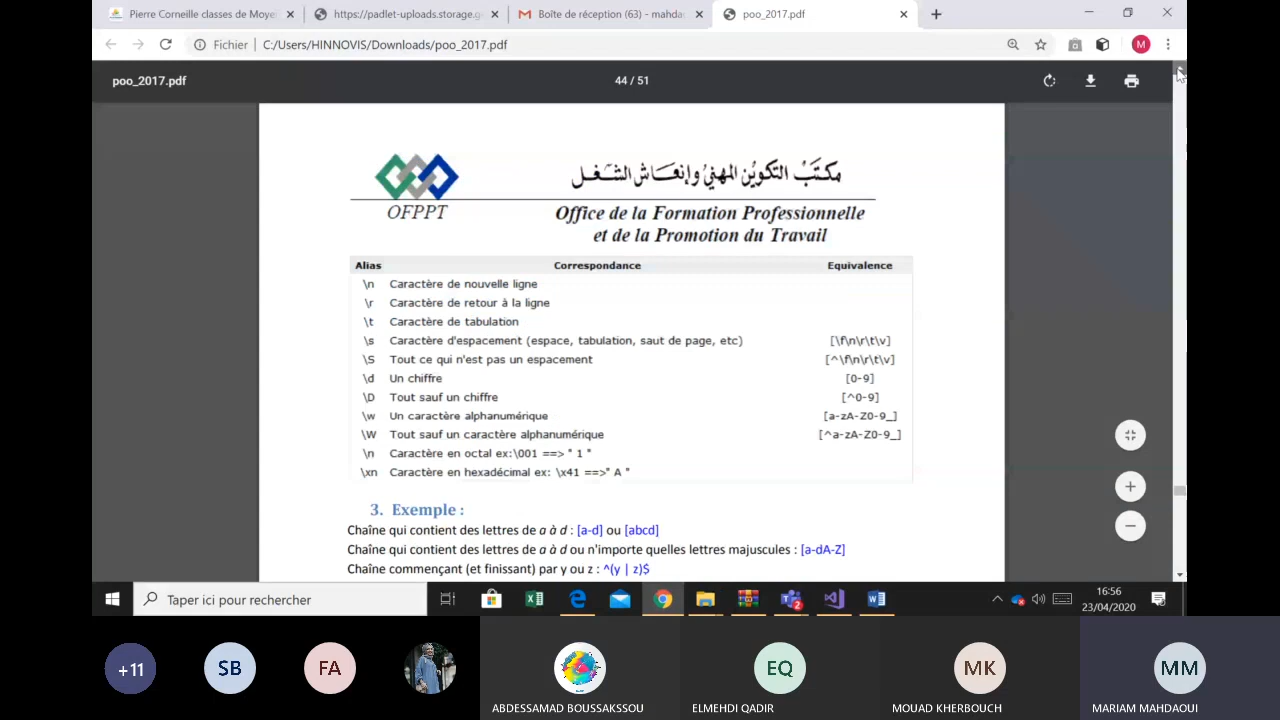 Pierre Corneille classes de Moye
https://padlet-uploads.storage.g
Boîte de réception (63) - mahda
poo_2017.pdf
Fichier | C:/Users/HINNOVIS/Downloads/poo_2017.pdf
M
poo_2017.pdf
44 / 51
مكتب التكوين المهني وإنعاش الشغل
OFPPT
Office de la Formation Professionnelle
et de la Promotion du Travail
Alias Correspondance Equivalence
\n Caractère de nouvelle ligne
\r Caractère de retour à la ligne
\t Caractère de tabulation
\s Caractère d'espacement (espace, tabulation, saut de page, etc) [\f\n\r\t\v]
\S Tout ce qui n'est pas un espacement [^\f\n\r\t\v]
\d Un chiffre [0-9]
\D Tout sauf un chiffre [^0-9]
\w Un caractère alphanumérique [a-zA-Z0-9_]
\W Tout sauf un caractère alphanumérique [^a-zA-Z0-9_]
\n Caractère en octal ex:\001 ==> " 1 "
\xn Caractère en hexadécimal ex: \x41 ==>" A "
3. Exemple :
Chaîne qui contient des lettres de a à d : [a-d] ou [abcd]
Chaîne qui contient des lettres de a à d ou n'importe quelles lettres majuscules : [a-dA-Z]
Chaîne commençant (et finissant) par y ou z : ^(y | z)$
Taper ici pour rechercher
2
16:56
23/04/2020
+11
SB
FA
EQ
MK
MM
ABDESSAMAD BOUSSAKSSOU
ELMEHDI QADIR
MOUAD KHERBOUCH
MARIAM MAHDAOUI